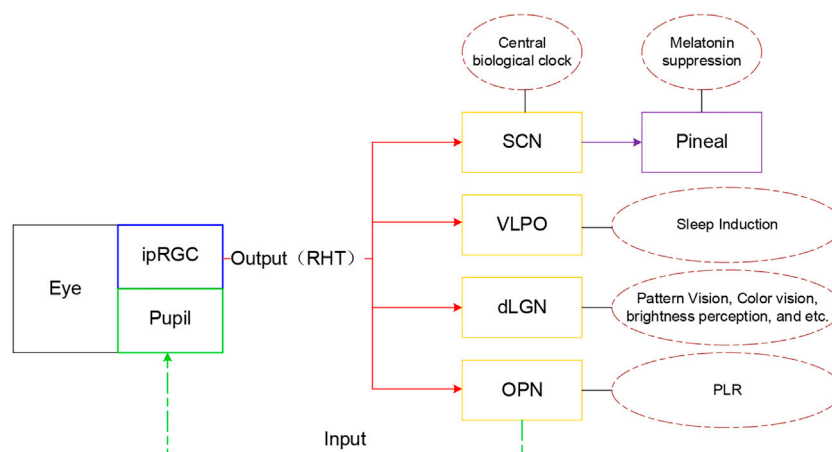 Central
biological clock
Melatonin
suppression
SCN
Pineal
VLPO
Sleep Induction
Eye
ipRGC
Output（RHT）
Pupil
dLGN
Pattern Vision, Color vision,
brightness perception, and etc.
OPN
PLR
Input